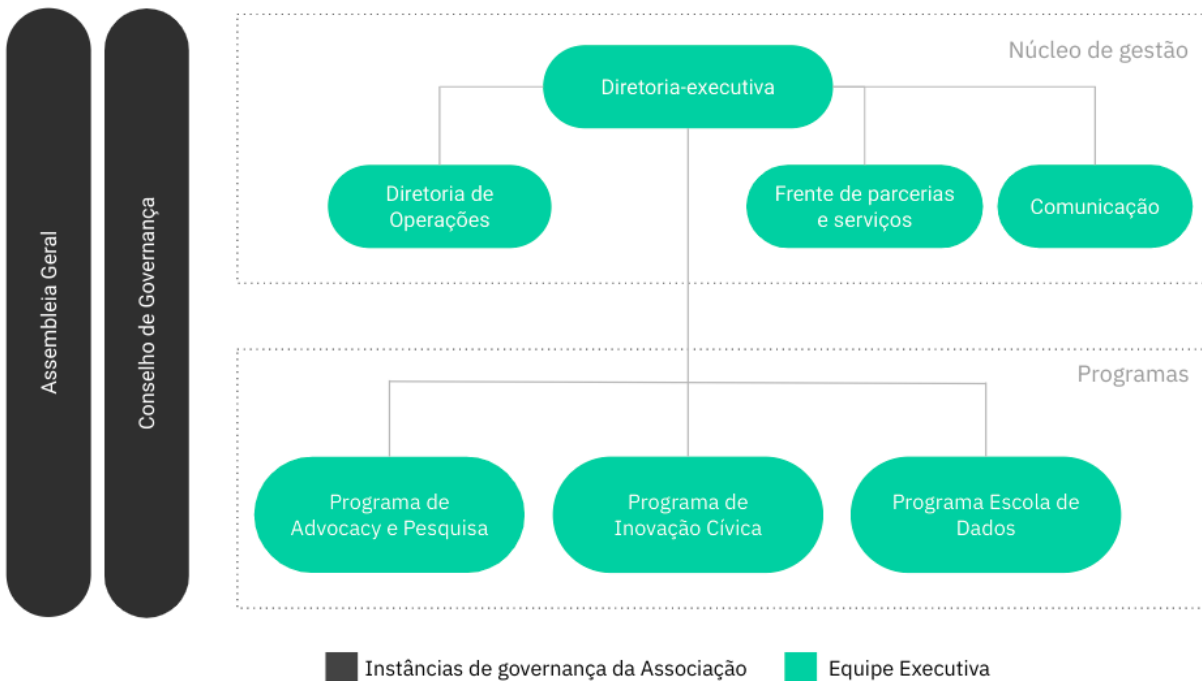 Assembleia Geral
Conselho de Governança
Núcleo de gestão
Diretoria-executiva
Diretoria de
Operações
Frente de parcerias
e serviços
Comunicação
Programas
Programa de
Advocacy e Pesquisa
Programa de
Inovação Cívica
Programa Escola de
Dados
Instâncias de governança da Associação
Equipe Executiva